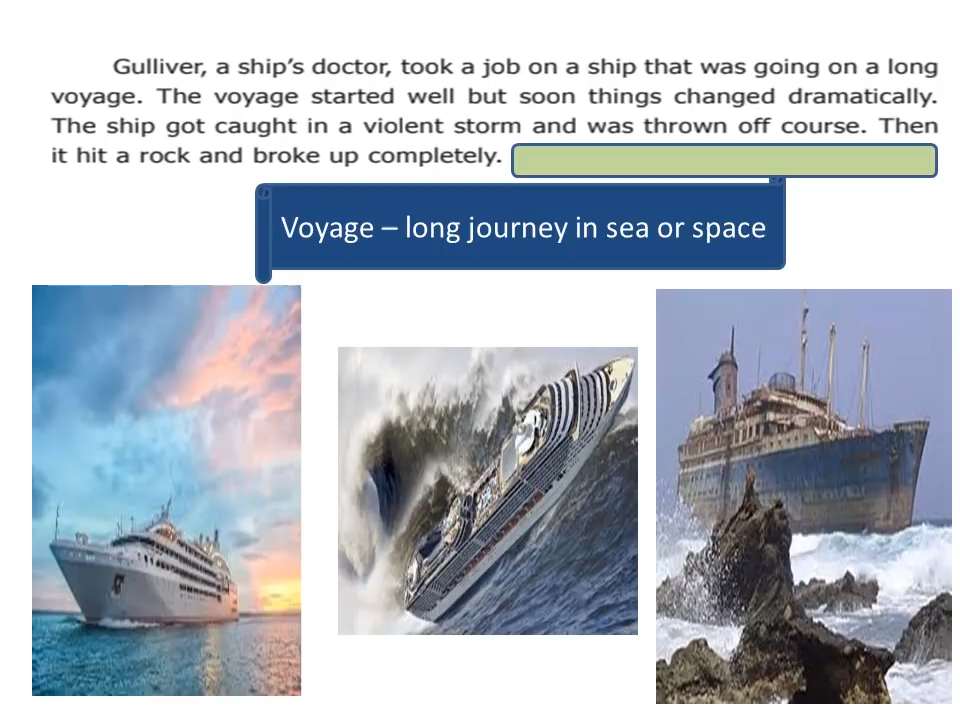 Gulliver, a ship's doctor, took a job on a ship that was going on a long
voyage. The voyage started well but soon things changed dramatically.
The ship got caught in a violent storm and was thrown off course. Then
it hit a rock and broke up completely.
Voyage – long journey in sea or space